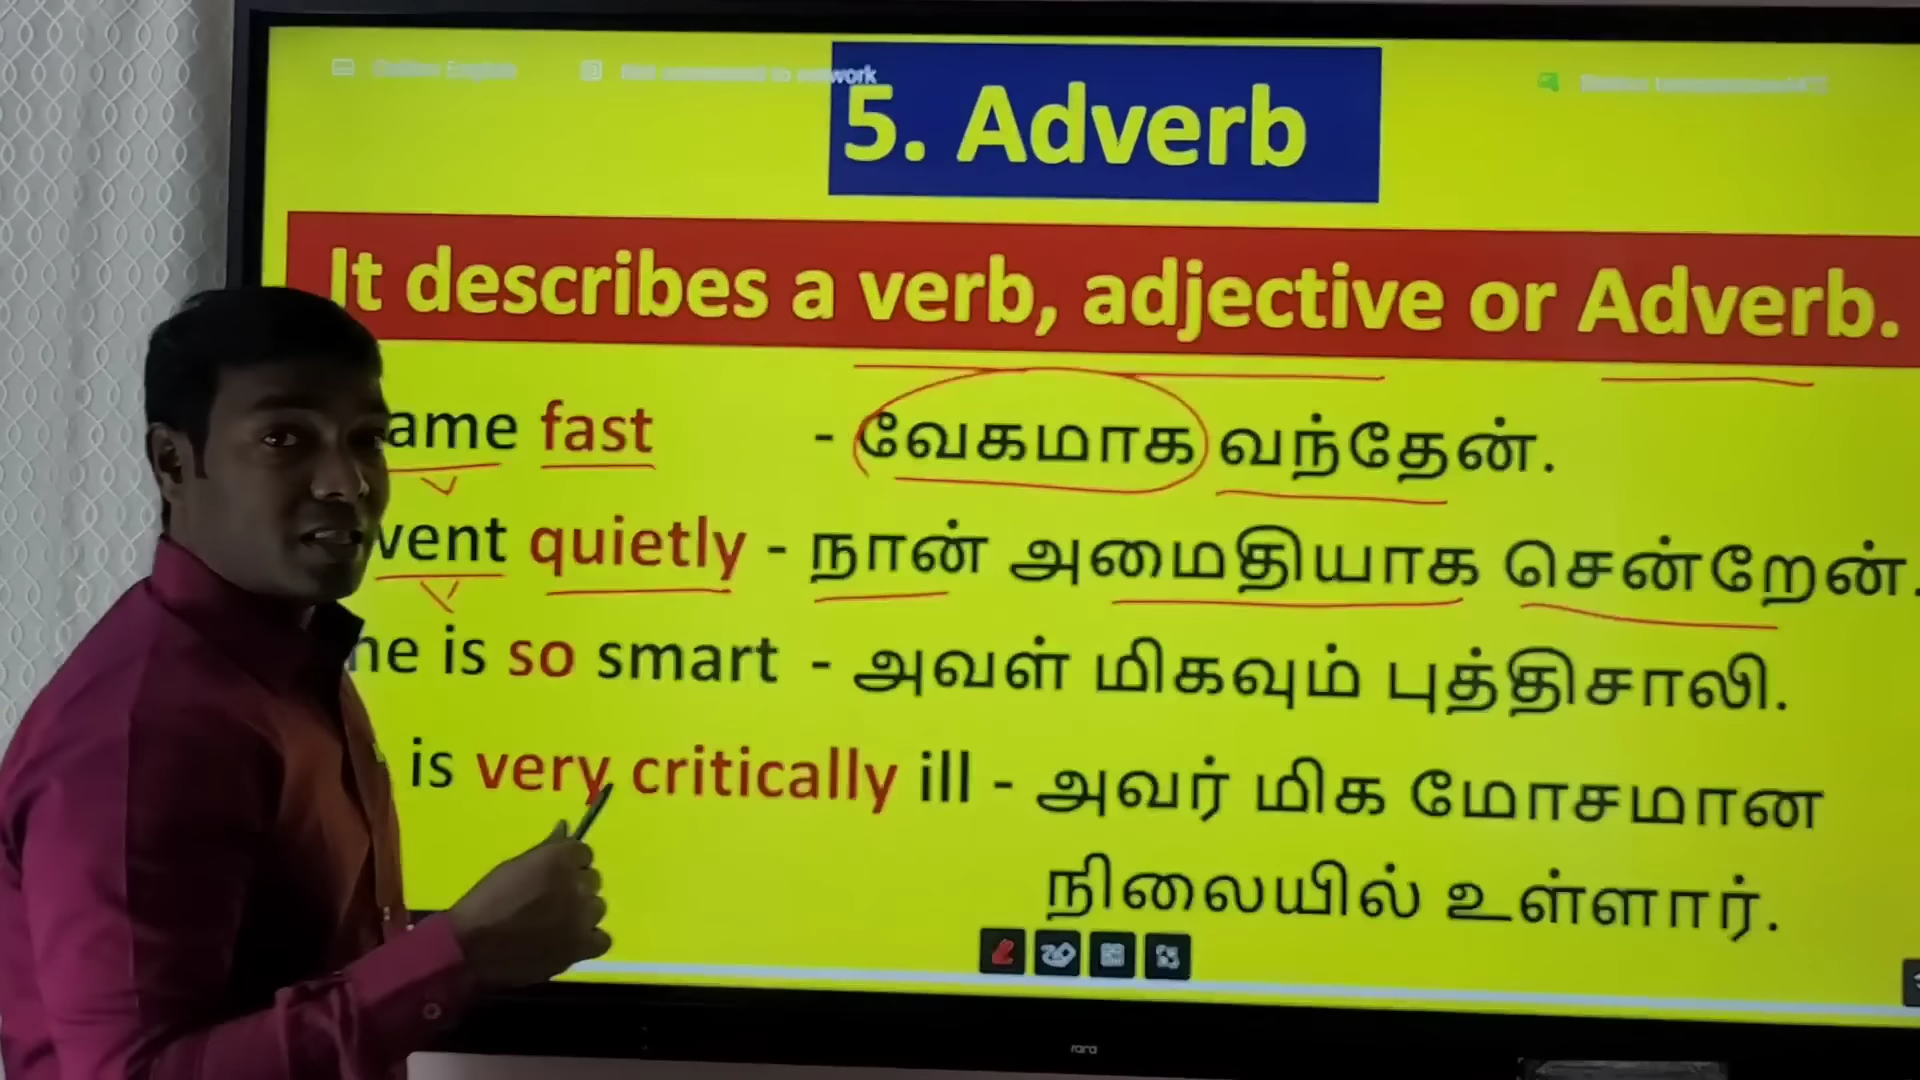 5. Adverb
It describes a verb, adjective or Adverb.
ame fast - வேகமாக வந்தேன்.
went quietly - நான் அமைதியாக சென்றேன்.
he is so smart - அவள் மிகவும் புத்திசாலி.
is very critically ill - அவர் மிக மோசமான
நிலையில் உள்ளார்.